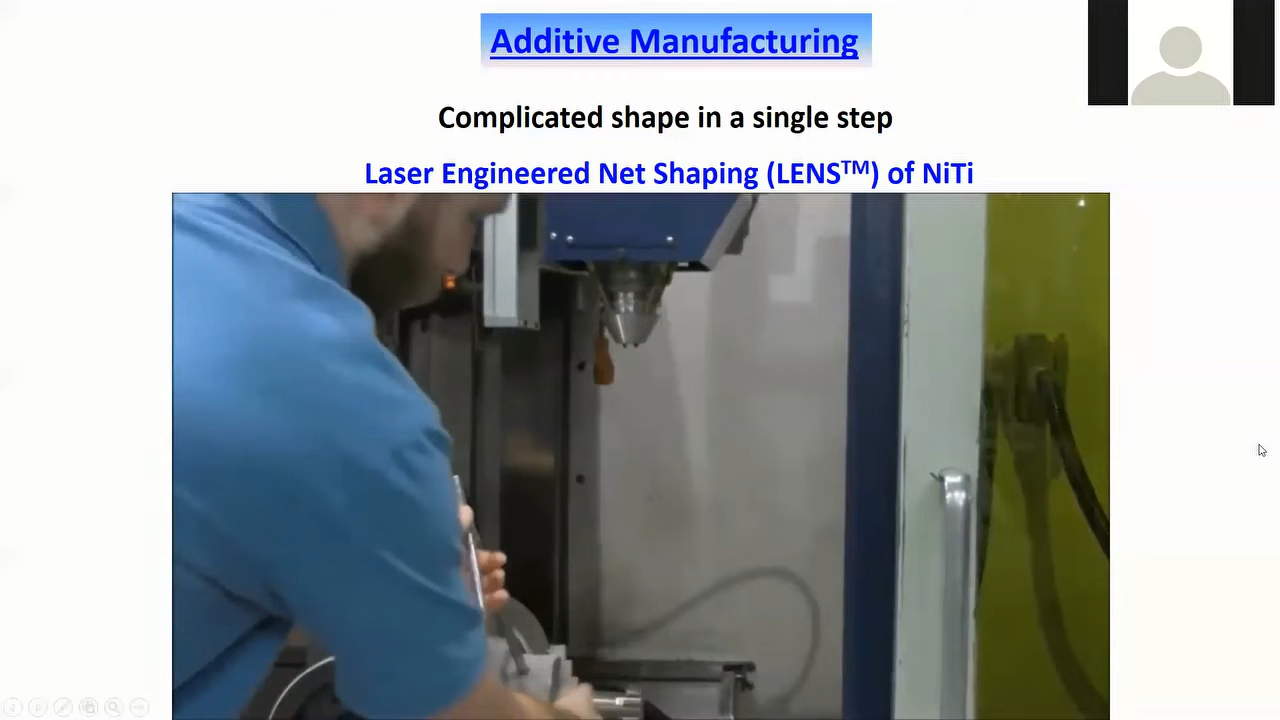 Additive Manufacturing
Complicated shape in a single step
Laser Engineered Net Shaping (LENS™) of NiTi